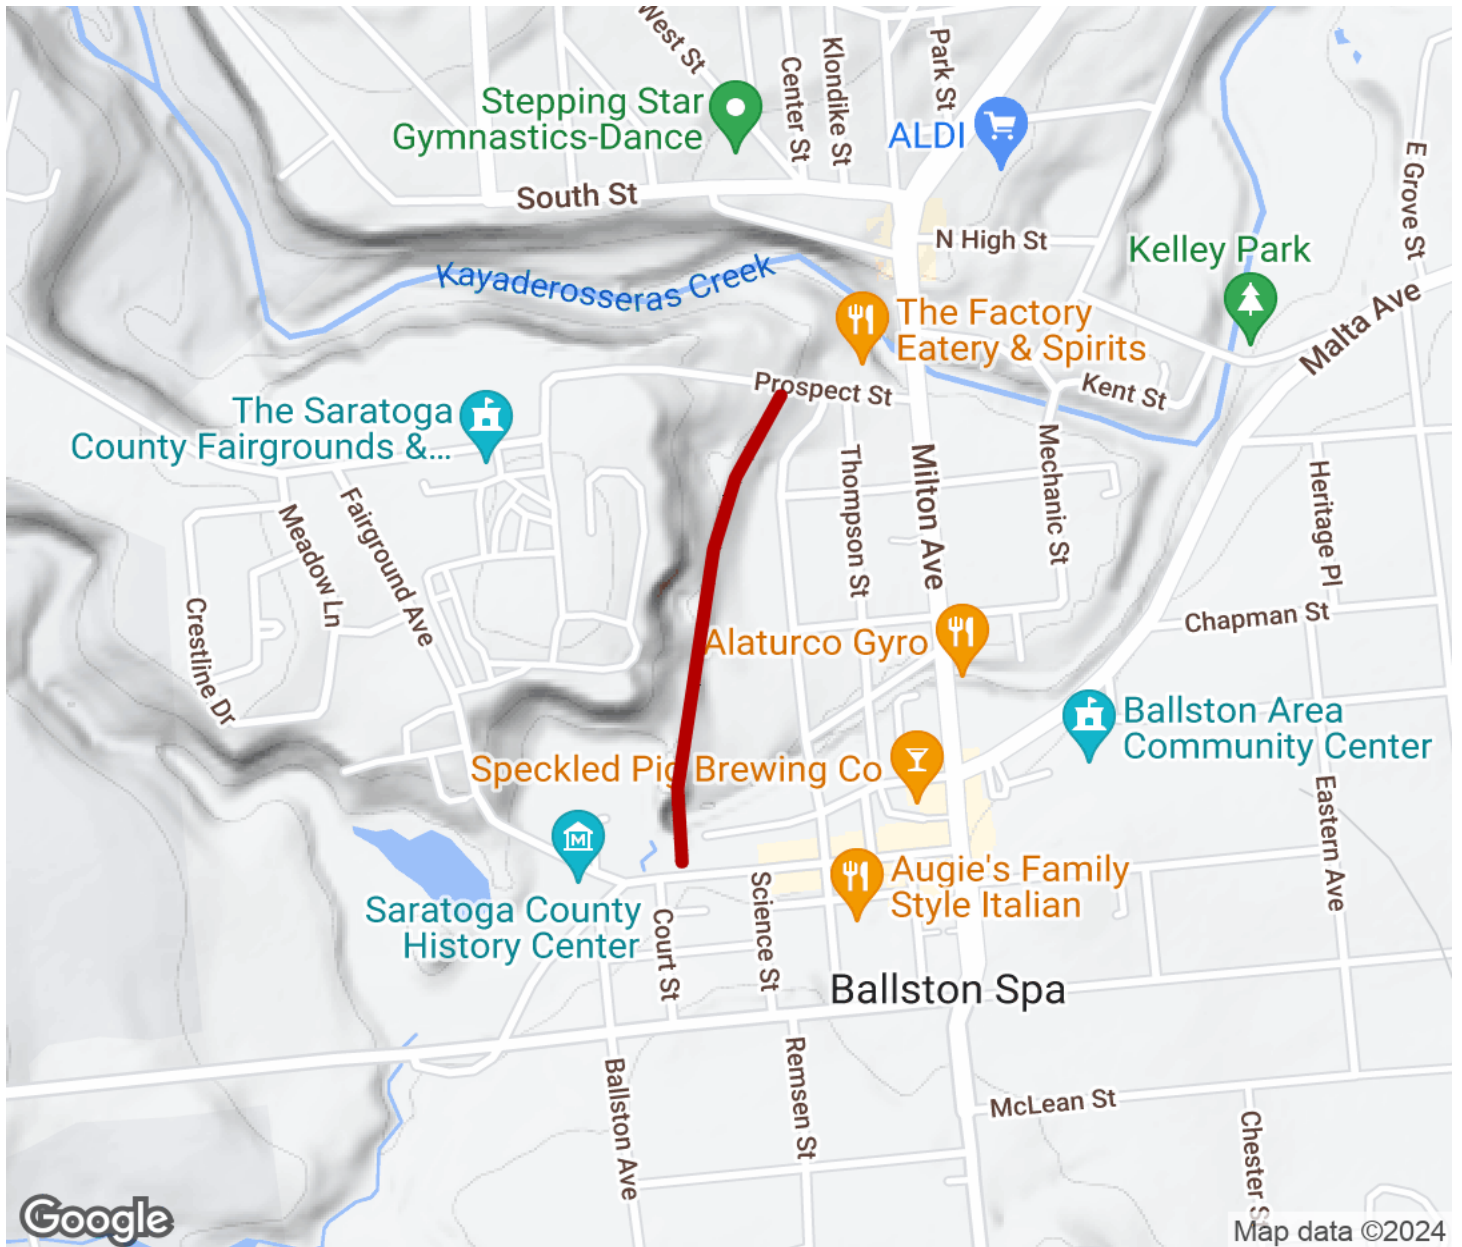 West St
Center St
Klondike St
Park St
Stepping Star
Gymnastics-Dance
ALDI
E Grove St
South St
N High St
Kelley Park
Kayaderosseras Creek
The Factory
Eatery & Spirits
Malta Ave
Prospect St
Kent St
The Saratoga
County Fairgrounds &...
Thompson St
Milton Ave
Mechanic St
Heritage Pl
Meadow Ln
Fairground Ave
Crestline Dr
Chapman St
Alaturco Gyro
Ballston Area
Community Center
Speckled Pig Brewing Co
Eastern Ave
Augie's Family
Style Italian
Saratoga County
History Center
Court St
Science St
Ballston Spa
Ballston Ave
Remsen St
McLean St
Chester St
Google
Map data ©2024